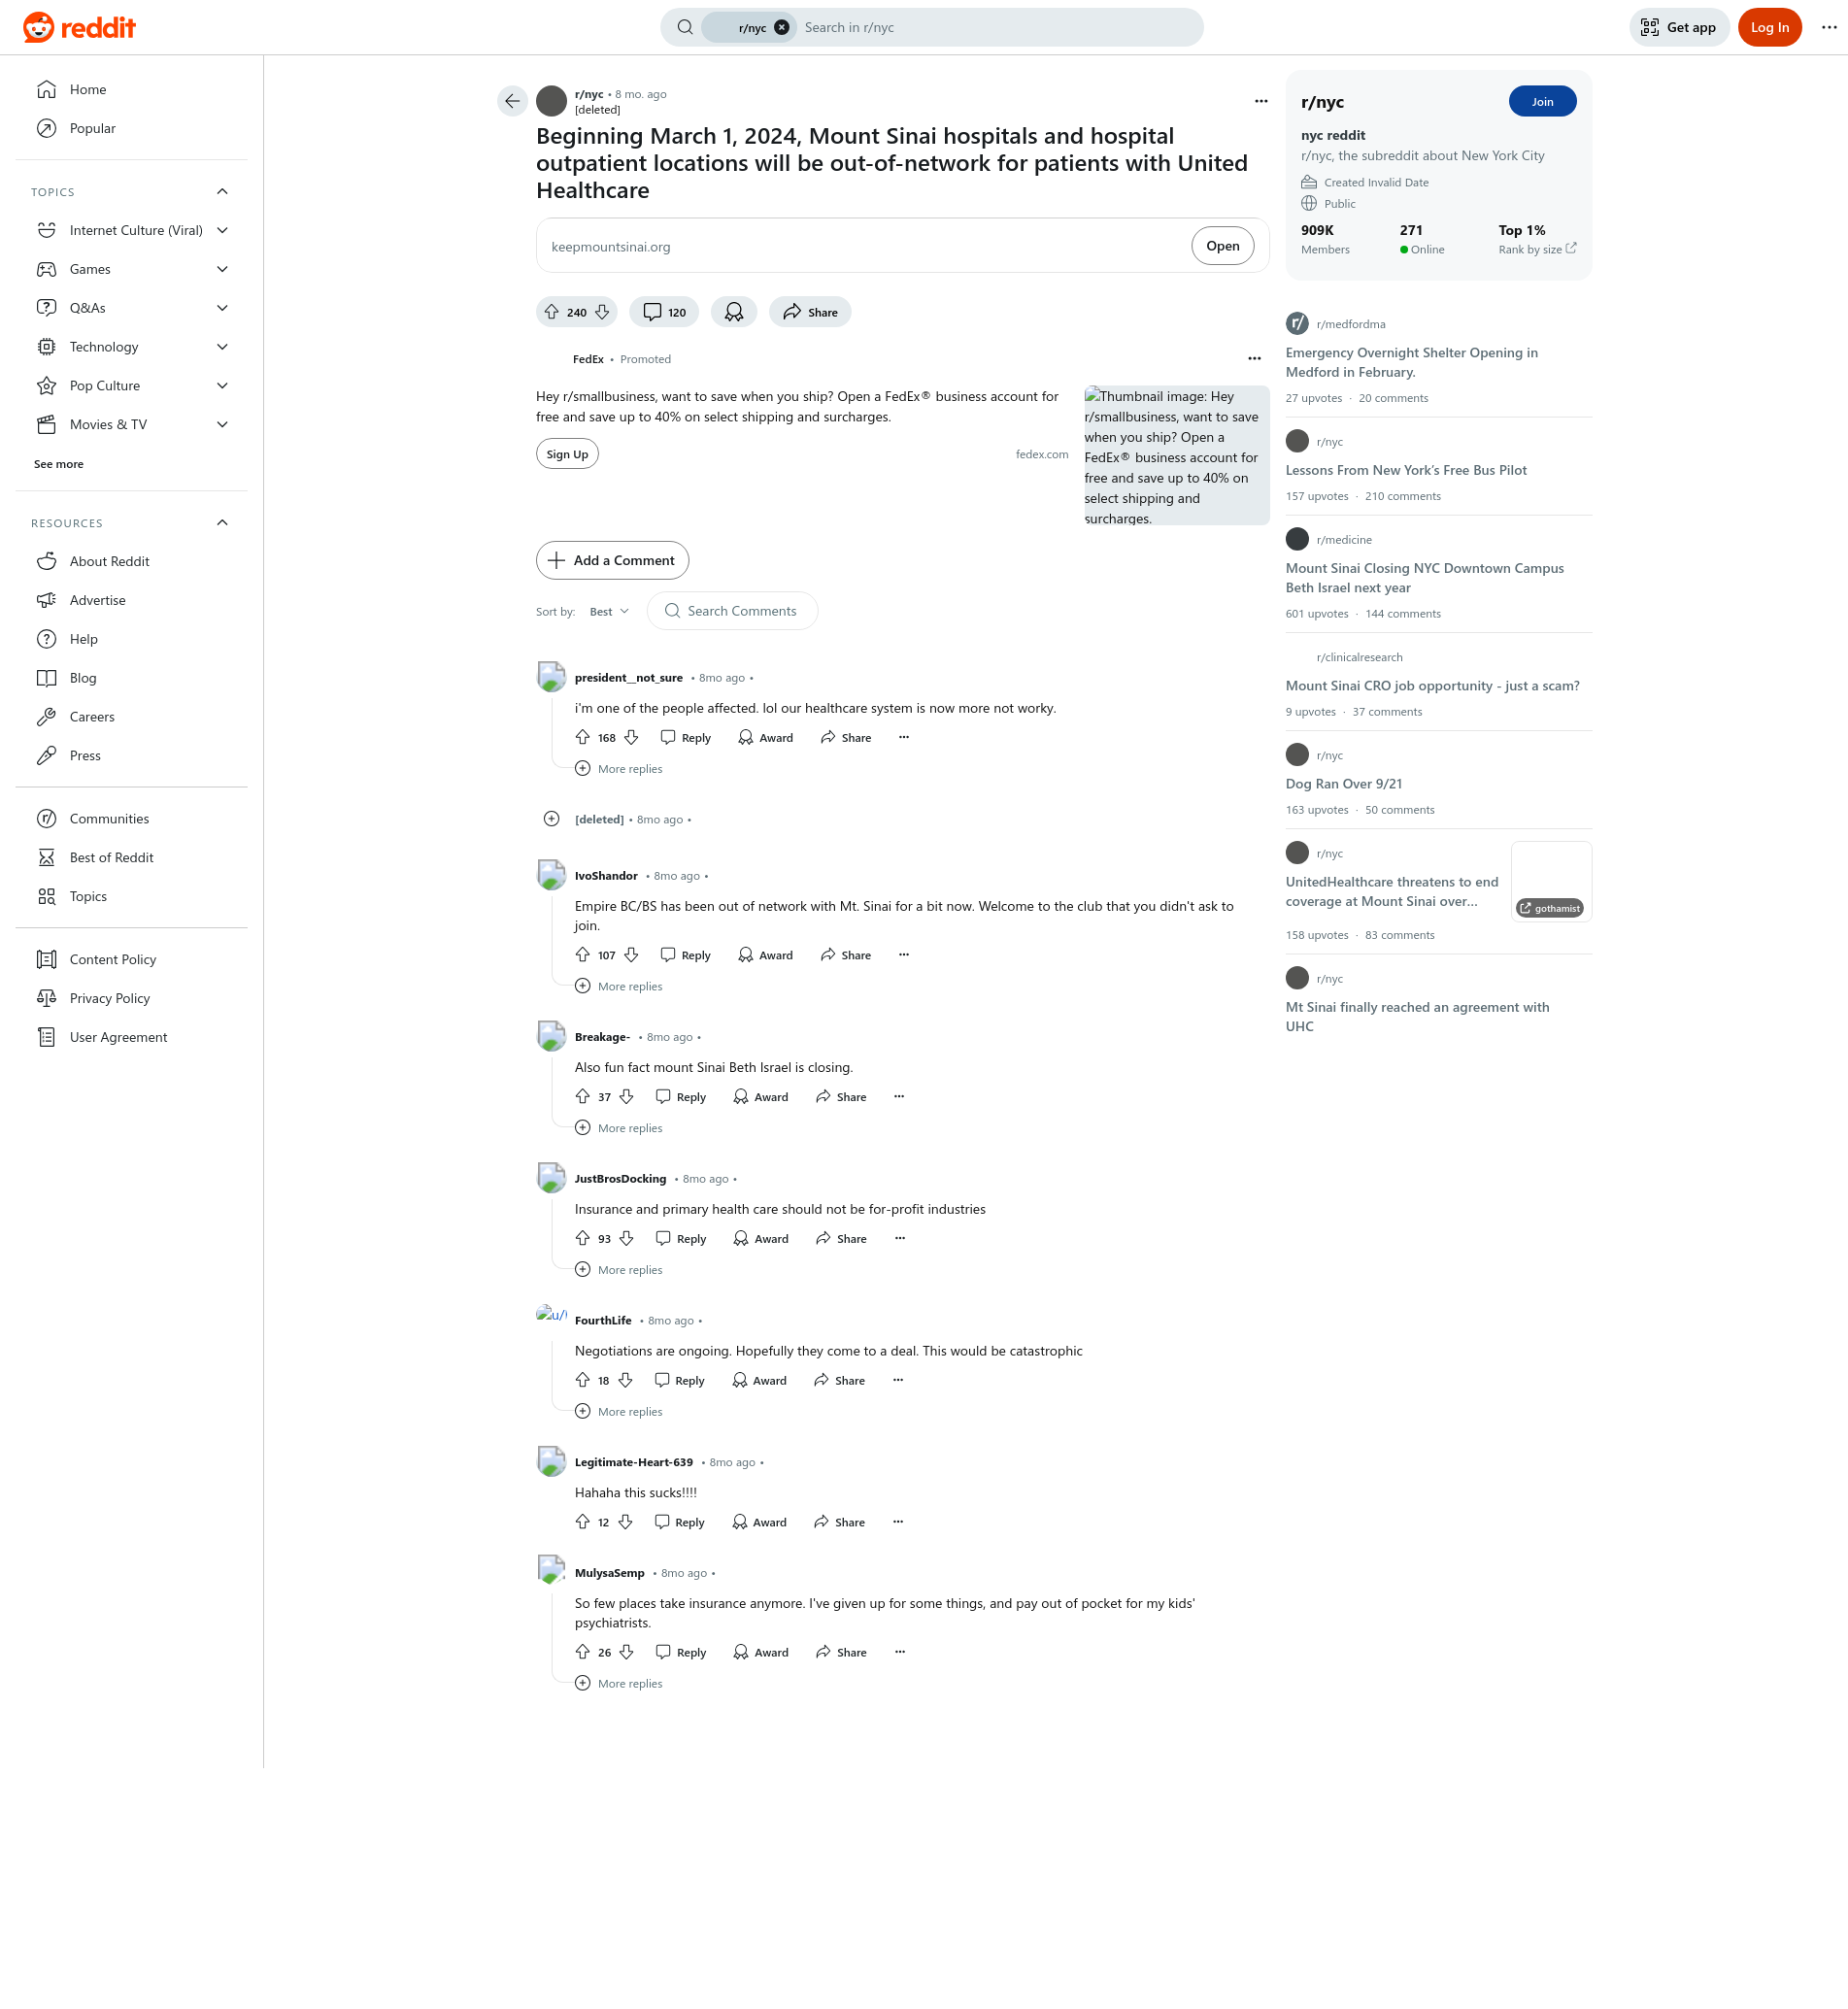 reddit
r/nyc
Search in r/nyc
Get app
Log In
Home
Popular
TOPICS
Internet Culture (Viral)
Games
Q&As
Technology
Pop Culture
Movies & TV
See more
RESOURCES
About Reddit
Advertise
Help
Blog
Careers
Press
Communities
Best of Reddit
Topics
Content Policy
Privacy Policy
User Agreement
r/nyc • 8 mo. ago
[deleted]
Beginning March 1, 2024, Mount Sinai hospitals and hospital
outpatient locations will be out-of-network for patients with United
Healthcare
keepmountsinai.org
Open
240
120
Share
FedEx • Promoted
Hey r/smallbusiness, want to save when you ship? Open a FedEx® business account for
free and save up to 40% on select shipping and surcharges.
Sign Up
fedex.com
Thumbnail image: Hey
r/smallbusiness, want to save
when you ship? Open a
FedEx® business account for
free and save up to 40% on
select shipping and
surcharges.
Add a Comment
Sort by: Best
Search Comments
president__not_sure • 8mo ago •
i'm one of the people affected. lol our healthcare system is now more not worky.
168 Reply Award Share
More replies
[deleted] • 8mo ago •
IvoShandor • 8mo ago •
Empire BC/BS has been out of network with Mt. Sinai for a bit now. Welcome to the club that you didn't ask to
join.
107 Reply Award Share
More replies
Breakage- • 8mo ago •
Also fun fact mount Sinai Beth Israel is closing.
37 Reply Award Share
More replies
JustBrosDocking • 8mo ago •
Insurance and primary health care should not be for-profit industries
93 Reply Award Share
More replies
u/
FourthLife • 8mo ago •
Negotiations are ongoing. Hopefully they come to a deal. This would be catastrophic
18 Reply Award Share
More replies
Legitimate-Heart-639 • 8mo ago •
Hahaha this sucks!!!!
12 Reply Award Share
MulysaSemp • 8mo ago •
So few places take insurance anymore. I've given up for some things, and pay out of pocket for my kids'
psychiatrists.
26 Reply Award Share
More replies
r/nyc
Join
nyc reddit
r/nyc, the subreddit about New York City
Created Invalid Date
Public
909K 271 Top 1%
Members Online Rank by size
r/medfordma
Emergency Overnight Shelter Opening in
Medford in February.
27 upvotes · 20 comments
r/nyc
Lessons From New York's Free Bus Pilot
157 upvotes · 210 comments
r/medicine
Mount Sinai Closing NYC Downtown Campus
Beth Israel next year
601 upvotes · 144 comments
r/clinicalresearch
Mount Sinai CRO job opportunity - just a scam?
9 upvotes · 37 comments
r/nyc
Dog Ran Over 9/21
163 upvotes · 50 comments
r/nyc
UnitedHealthcare threatens to end
coverage at Mount Sinai over...
gothamist
158 upvotes · 83 comments
r/nyc
Mt Sinai finally reached an agreement with
UHC